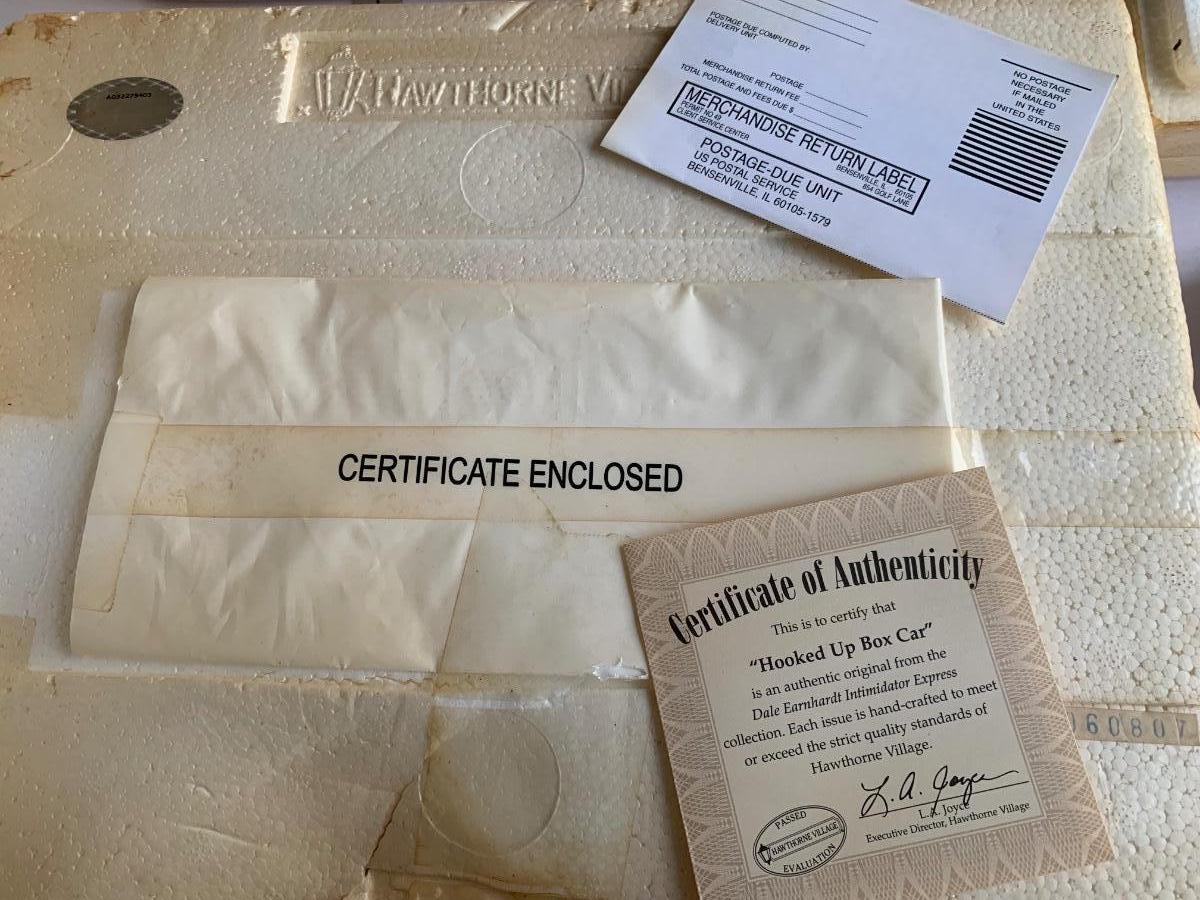 A032275403
HAWTHORNE
POSTAGE DUE COMPUTED BY:
DELIVERY UNIT
POSTAGE
MERCHANDISE RETURN FEE
TOTAL POSTAGE AND FEES DUE $
MERCHANDISE RETURN LABEL
PERMIT NO 49 BENSENVILLE, IL 60105
CLIENT SERVICE CENTER 854 GOLF LANE
POSTAGE-DUE UNIT
US POSTAL SERVICE
BENSENVILLE, IL 60105-1579
NO POSTAGE
NECESSARY
IF MAILED
IN THE
UNITED STATES
CERTIFICATE ENCLOSED
Certificate of Authenticity
This is to certify that
"Hooked Up Box Car"
is an authentic original from the
Dale Earnhardt Intimidator Express
collection. Each issue is hand-crafted to meet
or exceed the strict quality standards of
Hawthorne Village.
L.A. Joyce
L.A. Joyce
Executive Director, Hawthorne Village
PASSED
HAWTHORNE VILLAGE
EVALUATION
060807